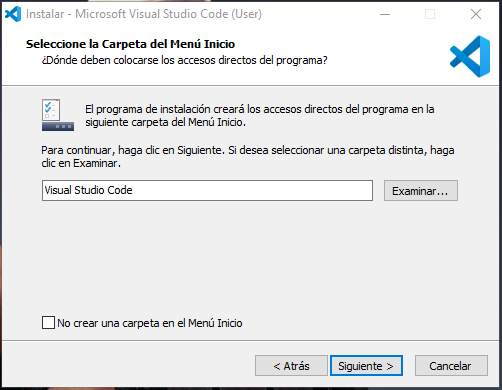 Instalar - Microsoft Visual Studio Code (User)
Seleccione la Carpeta del Menú Inicio
¿Dónde deben colocarse los accesos directos del programa?
El programa de instalación creará los accesos directos del programa en la
siguiente carpeta del Menú Inicio.
Para continuar, haga clic en Siguiente. Si desea seleccionar una carpeta distinta, haga
clic en Examinar.
Visual Studio Code
Examinar...
No crear una carpeta en el Menú Inicio
< Atrás
Siguiente >
Cancelar